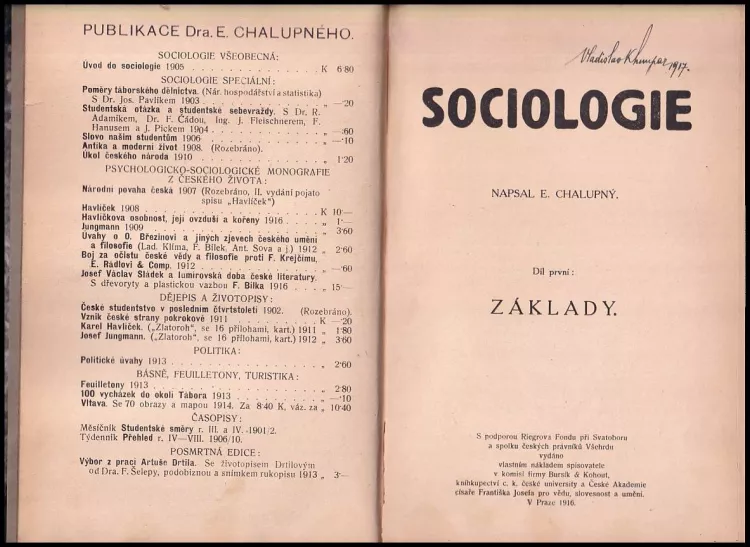 PUBLIKACE Dra. E. CHALUPNÉHO.
SOCIOLOGIE VŠEOBECNÁ:
Úvod do sociologie 1905 . . . . . . . . . . . . . K 6·80
SOCIOLOGIE SPECIÁLNÍ:
Poměry táborského dělnictva. (Nár. hospodářství a statistika)
S Dr. Jos. Pavlíkem 1903 . . . . . . . . . . . . „ —·20
Studentská otázka a studentské sebevraždy. S Dr. R.
Adamíkem, Dr. F. Čádou, Ing. J. Fleischnerem, F.
Hanusem a J. Pickem 1904 . . . . . . . . . . . „ —·60
Slovo našim studentům 1906 . . . . . . . . . . . „ —·10
Antika a moderní život 1908. (Rozebráno).
Úkol českého národa 1910 . . . . . . . . . . . . „ 1·20
PSYCHOLOGICKO-SOCIOLOGICKÉ MONOGRAFIE
Z ČESKÉHO ŽIVOTA:
Národní povaha česká 1907 (Rozebráno, II. vydání pojato
spisu „Havlíček“)
Havlíček 1908 . . . . . . . . . . . . . . . . . K 10·—
Havlíčkova osobnost, její ovzduší a kořeny 1916 . . „ 1·—
Jungmann 1909 . . . . . . . . . . . . . . . . . „ 3·60
Úvahy o O. Březinovi a jiných zjevech českého umění
a filosofie (Lad. Klíma, F. Bílek, Ant. Sova a j.) 1912 „ 2·60
Boj za očistu české vědy a filosofie proti F. Krejčímu,
E. Rádlovi & Comp. 1912 . . . . . . . . . . . . „ —·60
Josef Václav Sládek a lumírovská doba české literatury.
S dřevoryty a plastickou vazbou F. Bílka 1916 . . „ 15·—
DĚJEPIS A ŽIVOTOPISY:
České studentstvo v posledním čtvrtstoletí 1902. (Rozebráno).
Vznik české strany pokrokové 1911 . . . . . . . K —·20
Karel Havlíček. („Zlatoroh“, se 16 přílohami, kart.) 1911 „ 1·80
Josef Jungmann. („Zlatoroh“, se 16 přílohami, kart.) 1912 „ 3·60
POLITIKA:
Politické úvahy 1913 . . . . . . . . . . . . . . „ 2·60
BÁSNĚ, FEUILLETONY, TURISTIKA:
Feuilletony 1913 . . . . . . . . . . . . . . . . „ 2·80
100 vycházek do okolí Tábora 1913 . . . . . . . „ —·10
Vltava. Se 70 obrazy a mapou 1914. Za 8·40 K, váz. za „ 10·40
ČASOPISY:
Měsíčník Studentské směry r. III. a IV. -1901/2.
Týdenník Přehled r. IV—VIII. 1906/10.
POSMRTNÁ EDICE:
Výbor z prací Artuše Drtila. Se životopisem Drtilovým
od Dra. F. Šelepy, podobiznou a snímkem rukopisu 1913 „ 3·—
Vladislav 1917.
SOCIOLOGIE
NAPSAL E. CHALUPNÝ.
Díl první:
ZÁKLADY.
S podporou Riegrova Fondu při Svatoboru
a spolku českých právníků Všehrdu
vydáno
vlastním nákladem spisovatele
v komisi firmy Bursík & Kohout,
knihkupectví c. k. české university a České Akademie
císaře Františka Josefa pro vědu, slovesnost a umění.
V Praze 1916.